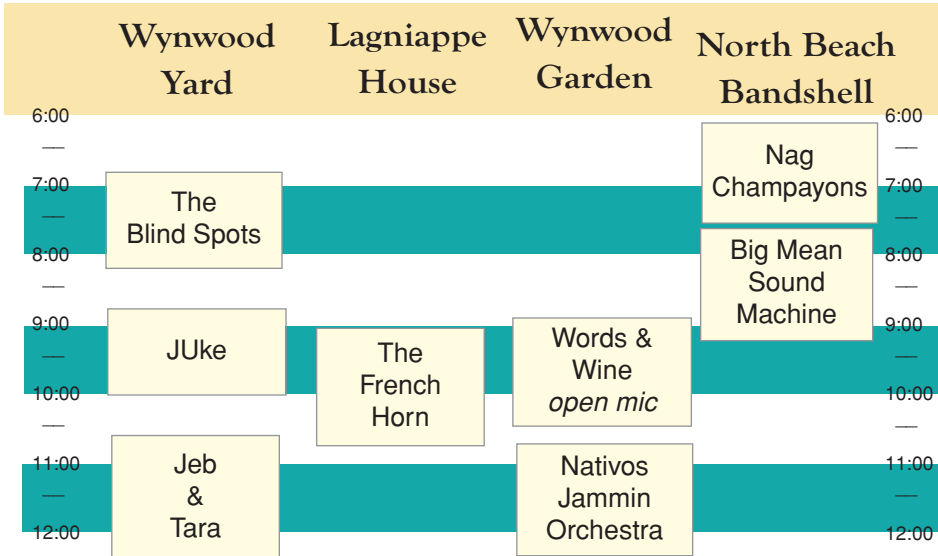 Wynwood
Yard
Lagniappe
House
Wynwood
Garden
North Beach
Bandshell
6:00
6:00
—
—
Nag
Champayons
7:00
7:00
—
—
The
Blind Spots
8:00
8:00
—
—
Big Mean
Sound
Machine
9:00
9:00
—
—
JUke
The
French
Horn
Words &
Wine
open mic
10:00
10:00
—
—
11:00
11:00
—
—
Jeb
&
Tara
Nativos
Jammin
Orchestra
12:00
12:00